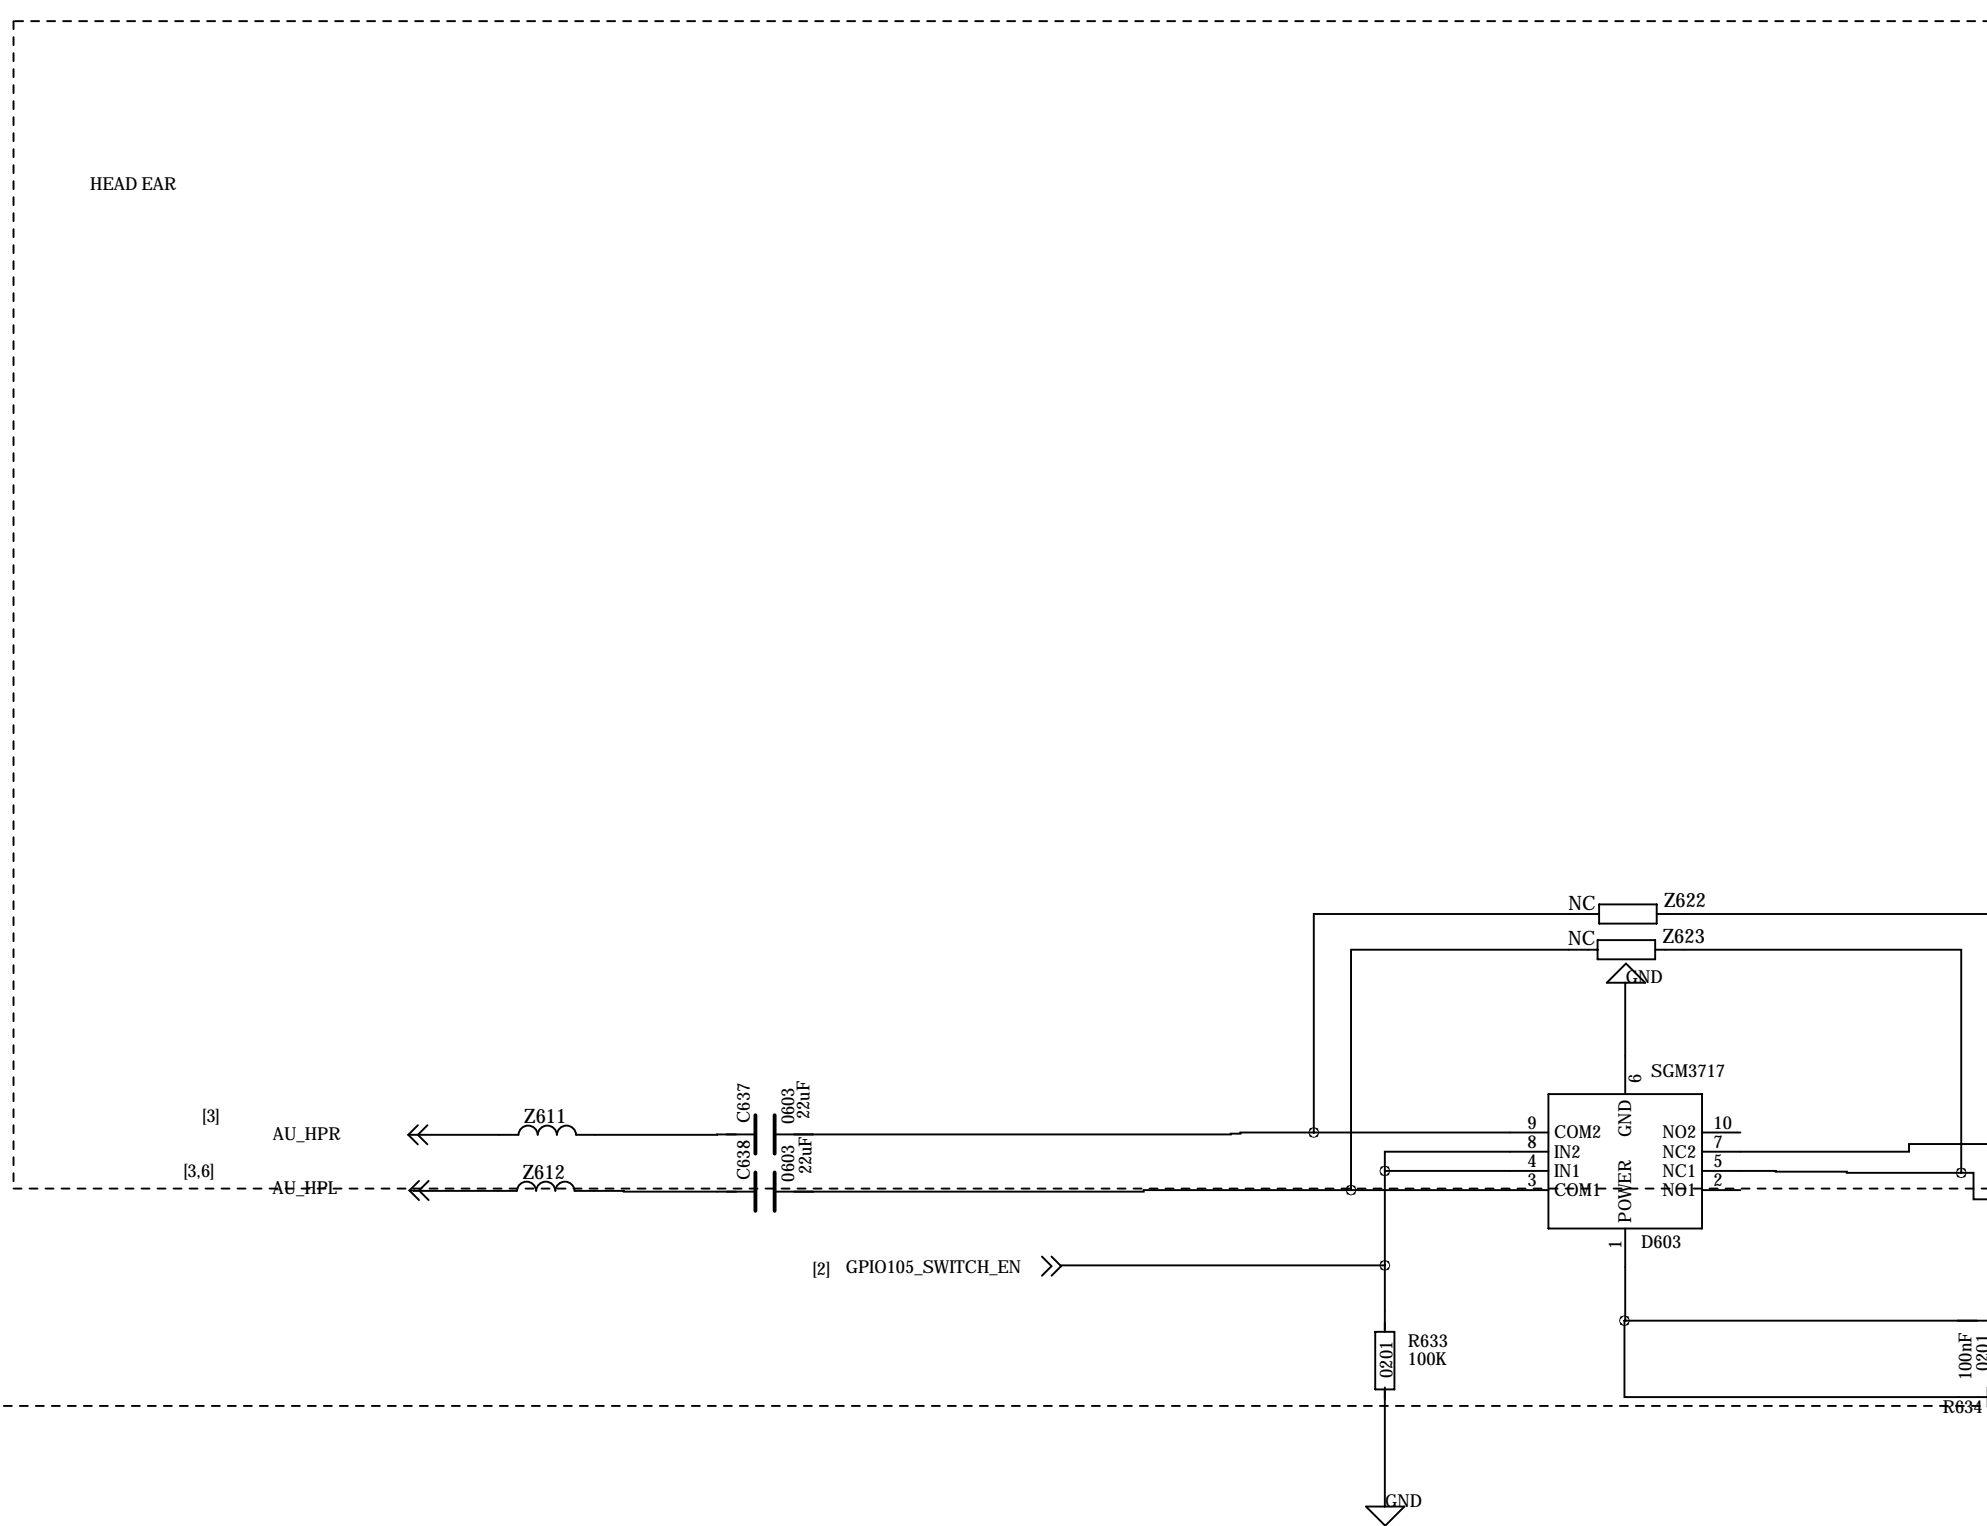 HEAD EAR
NC
Z622
NC
Z623
GND
6
SGM3717
[3]
AU_HPR
Z611
C637
0603
22uF
9
COM2
GND
NO2
10
8
IN2
NC2
7
4
IN1
NC1
5
[3,6]
AU_HPL
Z612
C638
0603
22uF
3
COM1
POWER
NO1
2
1
D603
[2]
GPIO105_SWITCH_EN
0201
R633
100K
100nF
0201
R634
GND